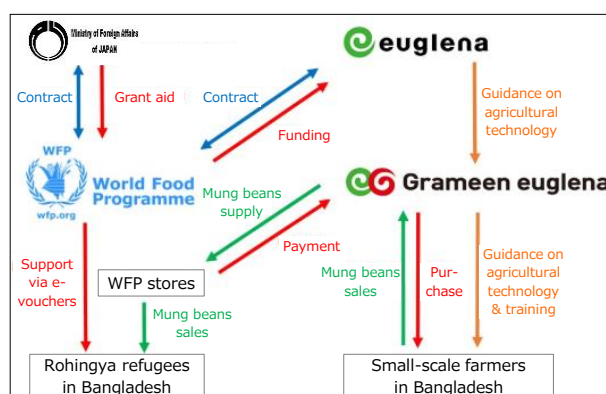 Ministry of Foreign Affairs
of JAPAN
euglena
Contract
Grant aid
Contract
Funding
Guidance on
agricultural
technology
WFP
wfp.org
World Food
Programme
Grameen euglena
Mung beans
supply
Payment
Support
via e-
vouchers
WFP stores
Mung beans
sales
Mung beans
sales
Pur-
chase
Guidance on
agricultural
technology
& training
Rohingya refugees
in Bangladesh
Small-scale farmers
in Bangladesh